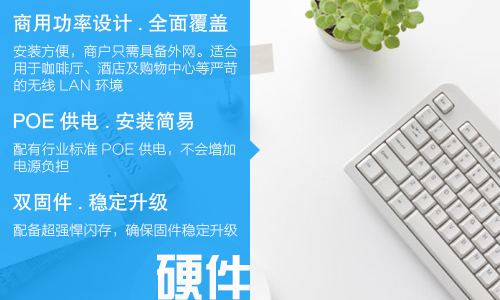 商用功率设计 . 全面覆盖
安装方便，商户只需具备外网。适合
用于咖啡厅、酒店及购物中心等严苛
的无线 LAN 环境
POE 供电 . 安装简易
配有行业标准 POE 供电，不会增加
电源负担
双固件 . 稳定升级
配备超强悍闪存，确保固件稳定升级
硬件